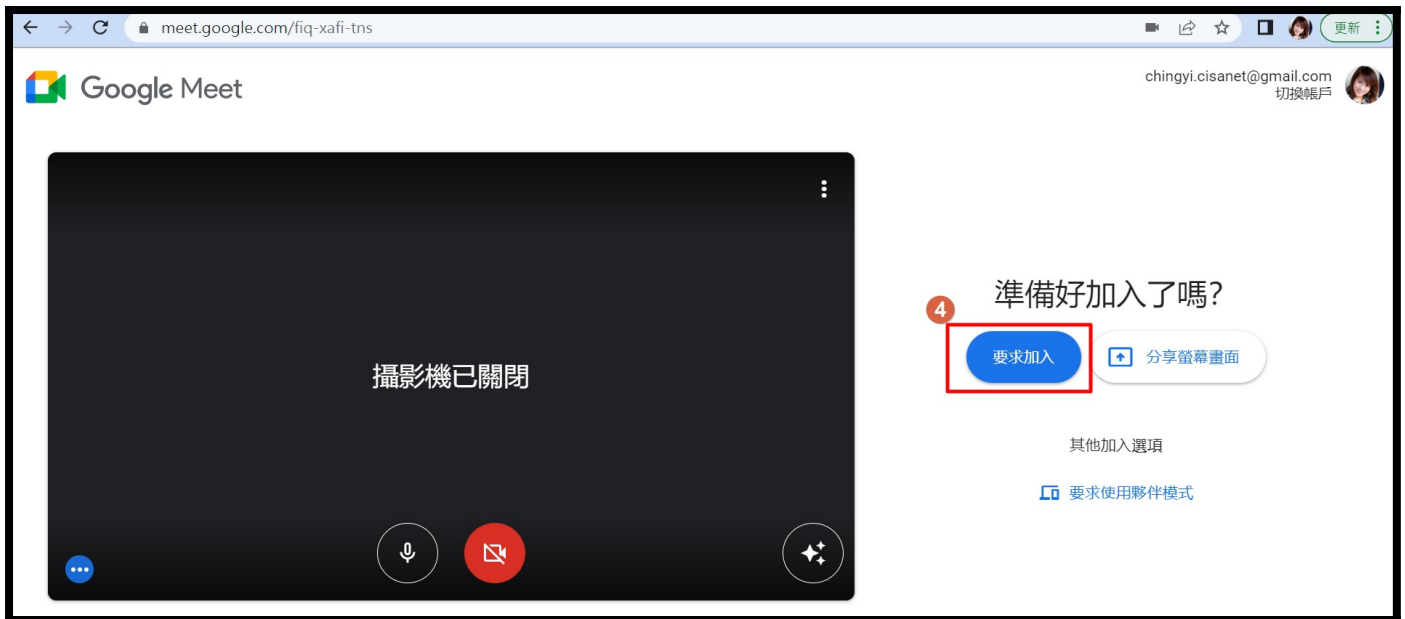 meet.google.com/fiq-xafi-tns
更新
Google Meet
chingyi.cisanet@gmail.com
切換帳戶
攝影機已關閉
準備好加入了嗎?
4
要求加入
分享螢幕畫面
其他加入選項
要求使用夥伴模式